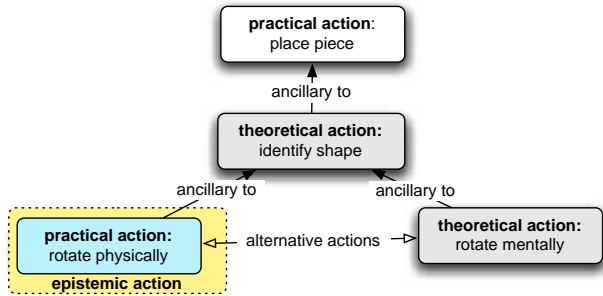 practical action:
place piece
ancillary to
theoretical action:
identify shape
ancillary to
ancillary to
practical action:
rotate physically
epistemic action
alternative actions
theoretical action:
rotate mentally